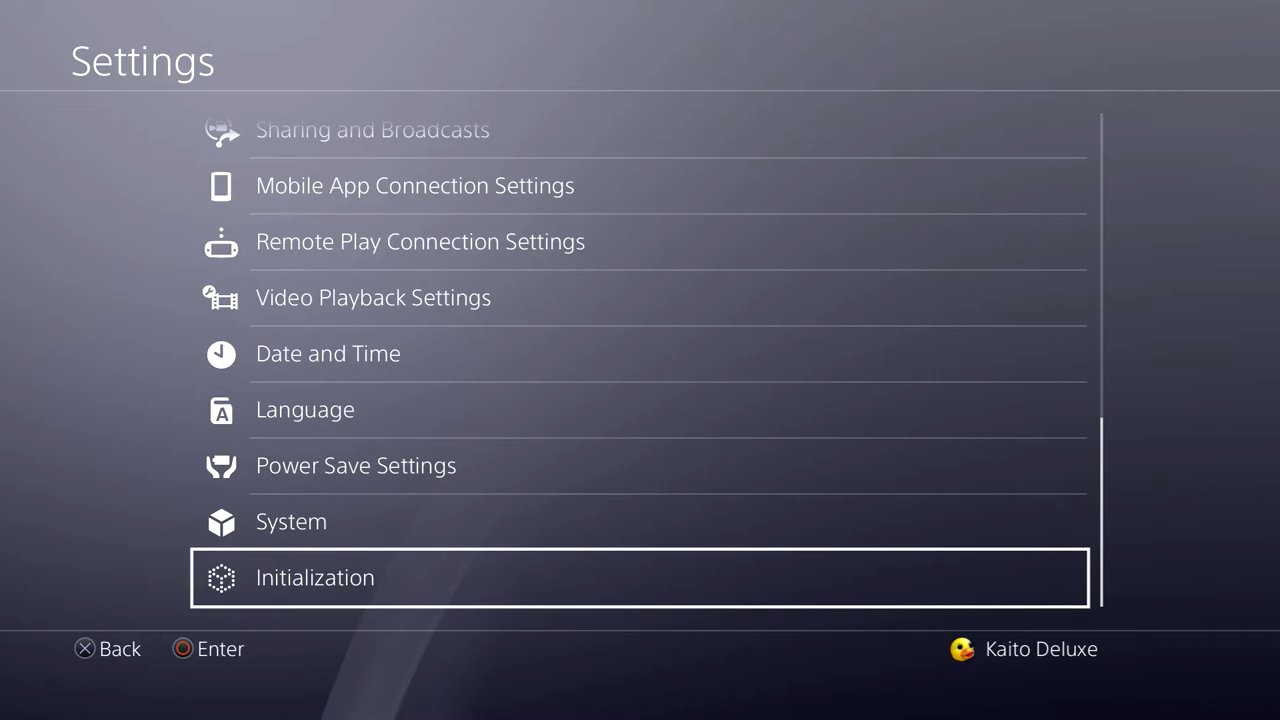 Settings
Sharing and Broadcasts
Mobile App Connection Settings
Remote Play Connection Settings
Video Playback Settings
Date and Time
Language
Power Save Settings
System
Initialization
Back Enter Kaito Deluxe